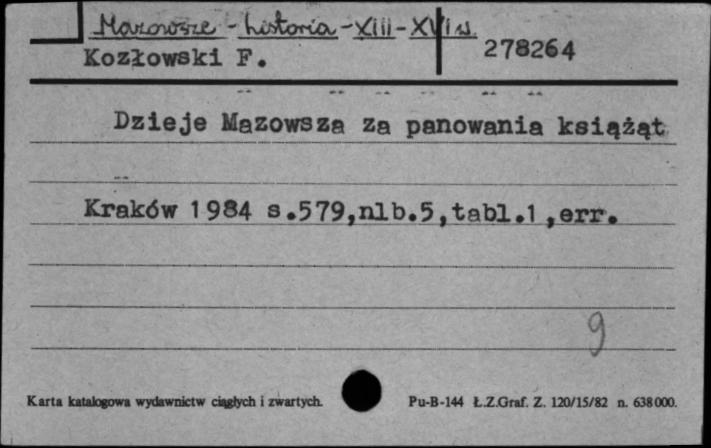 Mazowsze - historia - XIII - XVI w.
Kozłowski F.
278264
Dzieje Mazowsza za panowania książąt
Kraków 1984 s.579,nlb.5,tabl.1,err.
9
Karta katalogowa wydawnictw ciągłych i zwartych.
Pu-B-144 Ł.Z.Graf. Z. 120/15/82 n. 638000.